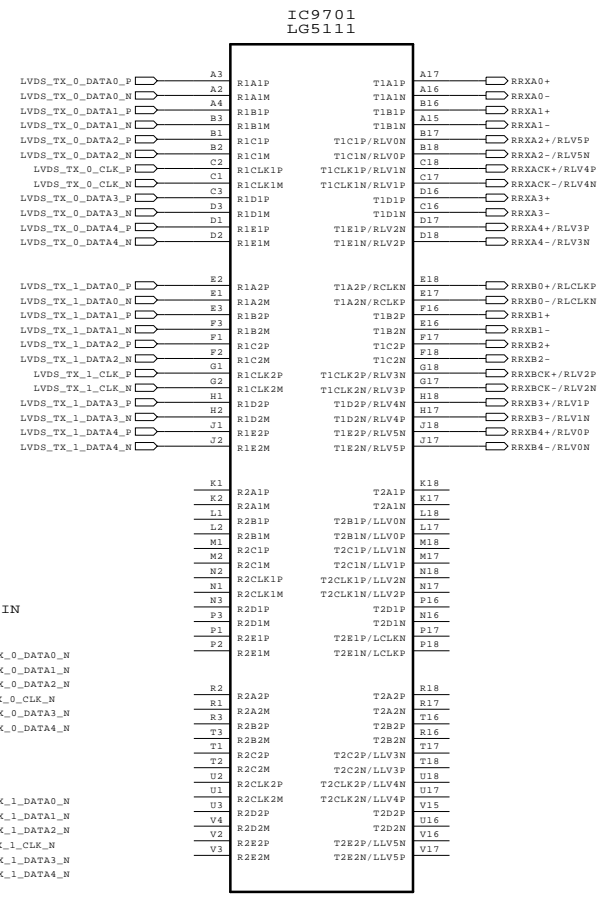 IC9701
LG5111
LVDS_TX_0_DATA0_P A3 R1A1P T1A1P A17 RRXA0+
LVDS_TX_0_DATA0_N A2 R1A1M T1A1N A16 RRXA0-
LVDS_TX_0_DATA1_P A4 R1B1P T1B1P B16 RRXA1+
LVDS_TX_0_DATA1_N B3 R1B1M T1B1N A15 RRXA1-
LVDS_TX_0_DATA2_P B1 R1C1P T1C1P/RLV0N B17 RRXA2+/RLV5P
LVDS_TX_0_DATA2_N B2 R1C1M T1C1N/RLV0P B18 RRXA2-/RLV5N
LVDS_TX_0_CLK_P C2 R1CLK1P T1CLK1P/RLV1N C18 RRXACK+/RLV4P
LVDS_TX_0_CLK_N C1 R1CLK1M T1CLK1N/RLV1P C17 RRXACK-/RLV4N
LVDS_TX_0_DATA3_P C3 R1D1P T1D1P D16 RRXA3+
LVDS_TX_0_DATA3_N D3 R1D1M T1D1N C16 RRXA3-
LVDS_TX_0_DATA4_P D1 R1E1P T1E1P/RLV2N D17 RRXA4+/RLV3P
LVDS_TX_0_DATA4_N D2 R1E1M T1E1N/RLV2P D18 RRXA4-/RLV3N
LVDS_TX_1_DATA0_P E2 R1A2P T1A2P/RCLKN E18 RRXB0+/RLCLKP
LVDS_TX_1_DATA0_N E1 R1A2M T1A2N/RCLKP E17 RRXB0-/RLCLKN
LVDS_TX_1_DATA1_P E3 R1B2P T1B2P F16 RRXB1+
LVDS_TX_1_DATA1_N F3 R1B2M T1B2N E16 RRXB1-
LVDS_TX_1_DATA2_P F1 R1C2P T1C2P F17 RRXB2+
LVDS_TX_1_DATA2_N F2 R1C2M T1C2N F18 RRXB2-
LVDS_TX_1_CLK_P G1 R1CLK2P T1CLK2P/RLV3N G18 RRXBCK+/RLV2P
LVDS_TX_1_CLK_N G2 R1CLK2M T1CLK2N/RLV3P G17 RRXBCK-/RLV2N
LVDS_TX_1_DATA3_P H1 R1D2P T1D2P/RLV4N H18 RRXB3+/RLV1P
LVDS_TX_1_DATA3_N H2 R1D2M T1D2N/RLV4P H17 RRXB3-/RLV1N
LVDS_TX_1_DATA4_P J1 R1E2P T1E2P/RLV5N J18 RRXB4+/RLV0P
LVDS_TX_1_DATA4_N J2 R1E2M T1E2N/RLV5P J17 RRXB4-/RLV0N
K1 R2A1P T2A1P K18
K2 R2A1M T2A1N K17
L1 R2B1P T2B1P/LLV0N L18
L2 R2B1M T2B1N/LLV0P L17
M1 R2C1P T2C1P/LLV1N M18
M2 R2C1M T2C1N/LLV1P M17
N2 R2CLK1P T2CLK1P/LLV2N N18
N1 R2CLK1M T2CLK1N/LLV2P N17
N3 R2D1P T2D1P P16
IN
P3 R2D1M T2D1N N16
P1 R2E1P T2E1P/LCLKN P17
P2 R2E1M T2E1N/LCLKP P18
X_0_DATA0_N
X_0_DATA1_N
X_0_DATA2_N
X_0_CLK_N
X_0_DATA3_N
X_0_DATA4_N
R2 R2A2P T2A2P R18
R1 R2A2M T2A2N R17
R3 R2B2P T2B2P T16
T3 R2B2M T2B2N R16
T1 R2C2P T2C2P/LLV3N T17
T2 R2C2M T2C2N/LLV3P T18
U2 R2CLK2P T2CLK2P/LLV4N U18
U1 R2CLK2M T2CLK2N/LLV4P U17
U3 R2D2P T2D2P V15
V4 R2D2M T2D2N U16
V2 R2E2P T2E2P/LLV5N V16
V3 R2E2M T2E2N/LLV5P V17
X_1_DATA0_N
X_1_DATA1_N
X_1_DATA2_N
X_1_CLK_N
X_1_DATA3_N
X_1_DATA4_N